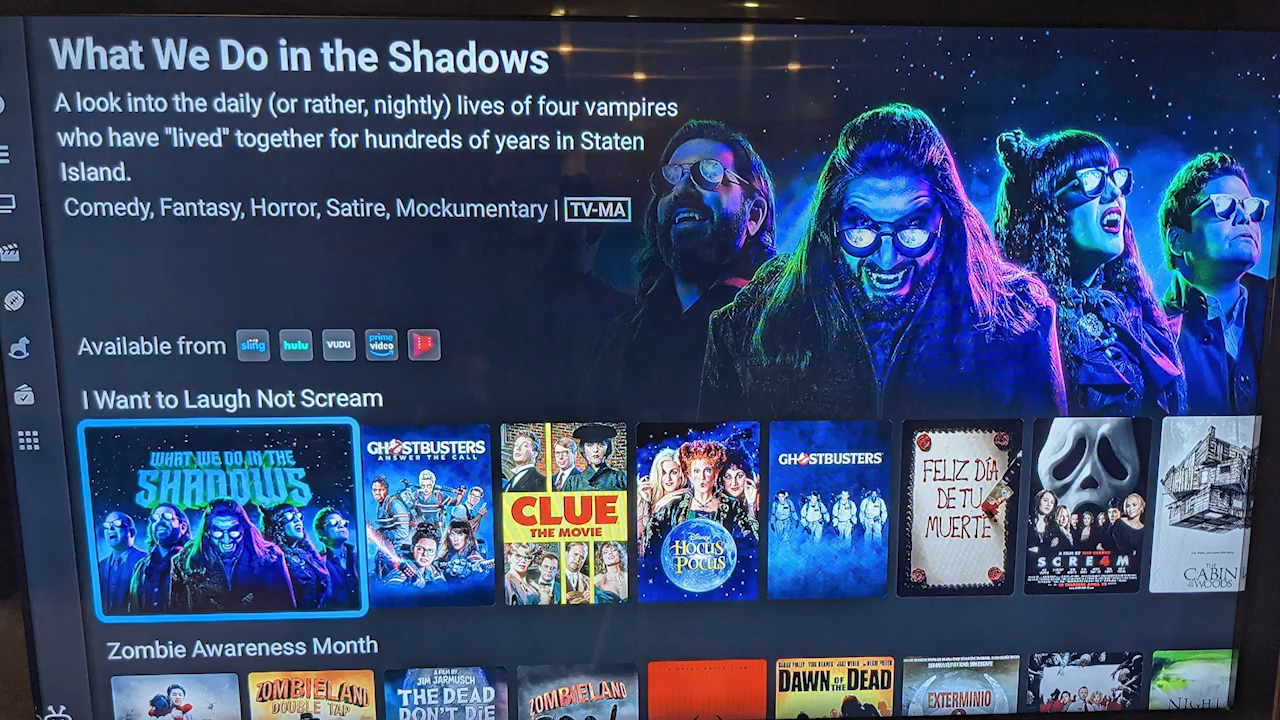 What We Do in the Shadows
A look into the daily (or rather, nightly) lives of four vampires
who have "lived" together for hundreds of years in Staten
Island.
Comedy, Fantasy, Horror, Satire, Mockumentary | TV-MA
Available from sling hulu VUDU prime video
I Want to Laugh Not Scream
WHAT WE DO IN THE
SHADOWS
GHOSTBUSTERS
ANSWER THE CALL
CLUE
THE MOVIE
Disney
HOCUS
POCUS
GHOSTBUSTERS
FELIZ DÍA
DE TU
MUERTE
SCRE4M
THE CABIN
IN THE WOODS
Zombie Awareness Month
ZOMBIELAND
DOUBLE TAP
A FILM BY
JIM JARMUSCH
THE DEAD
DON'T DIE
ZOMBIELAND
DAWN OF THE DEAD
EXTERMINIO
NIGHT